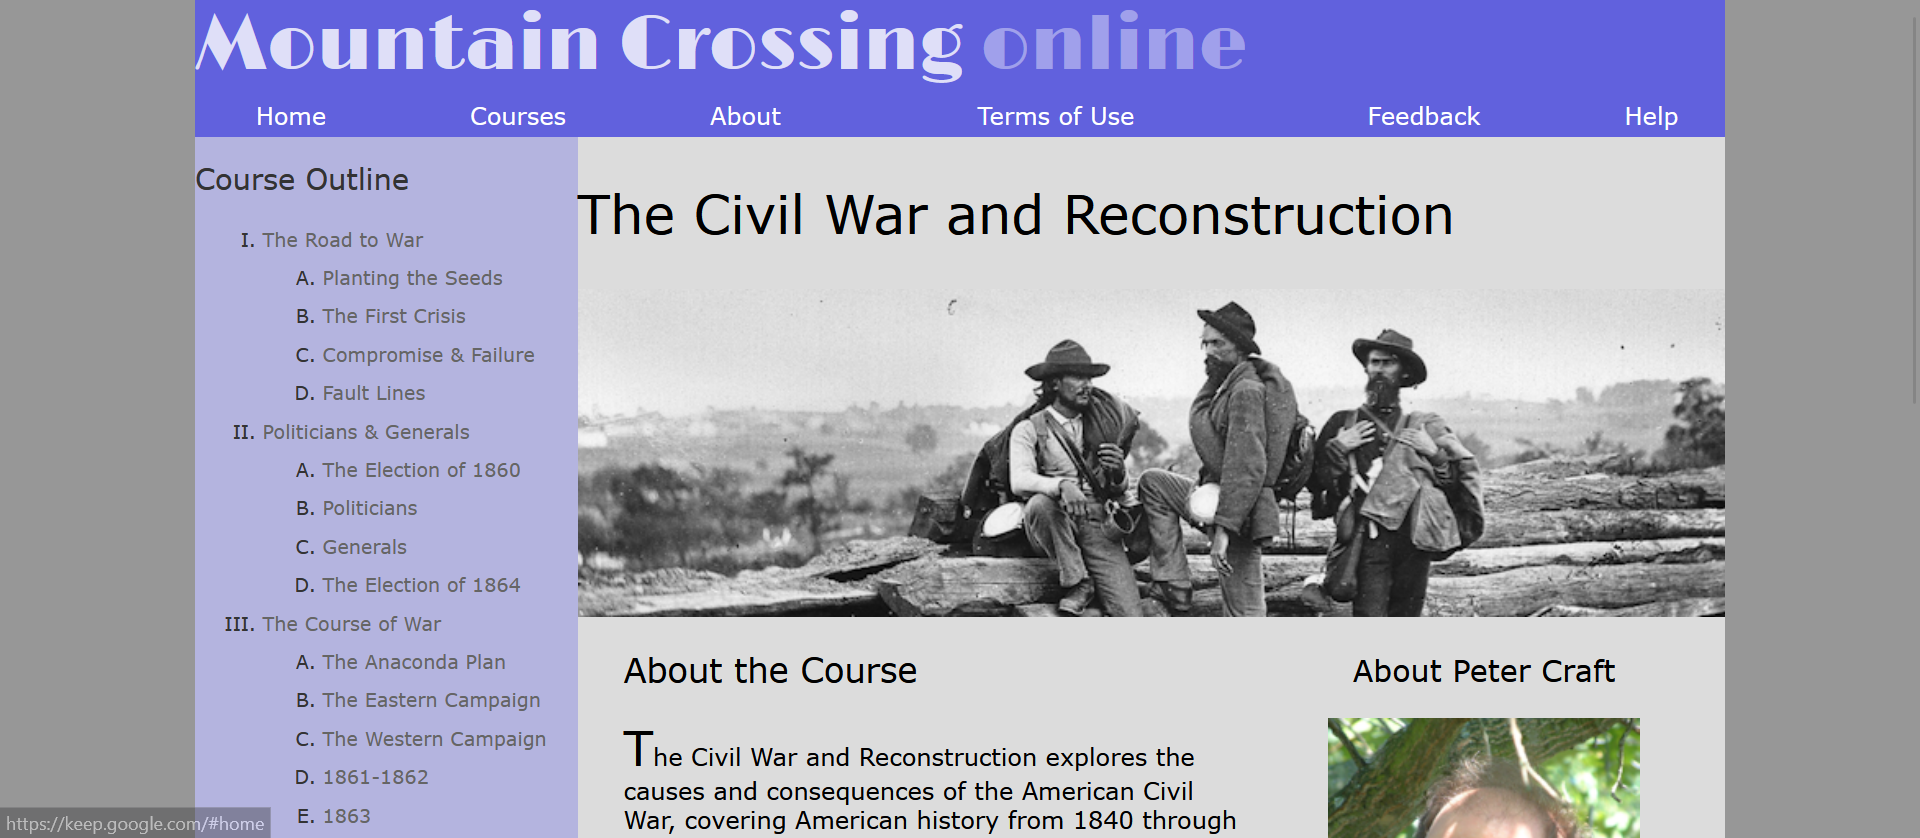 Mountain Crossing online
Home Courses About Terms of Use Feedback Help
Course Outline
I. The Road to War
A. Planting the Seeds
B. The First Crisis
C. Compromise & Failure
D. Fault Lines
II. Politicians & Generals
A. The Election of 1860
B. Politicians
C. Generals
D. The Election of 1864
III. The Course of War
A. The Anaconda Plan
B. The Eastern Campaign
C. The Western Campaign
D. 1861-1862
E. 1863
The Civil War and Reconstruction
About the Course
The Civil War and Reconstruction explores the
causes and consequences of the American Civil
War, covering American history from 1840 through
About Peter Craft
https://keep.google.com/#home